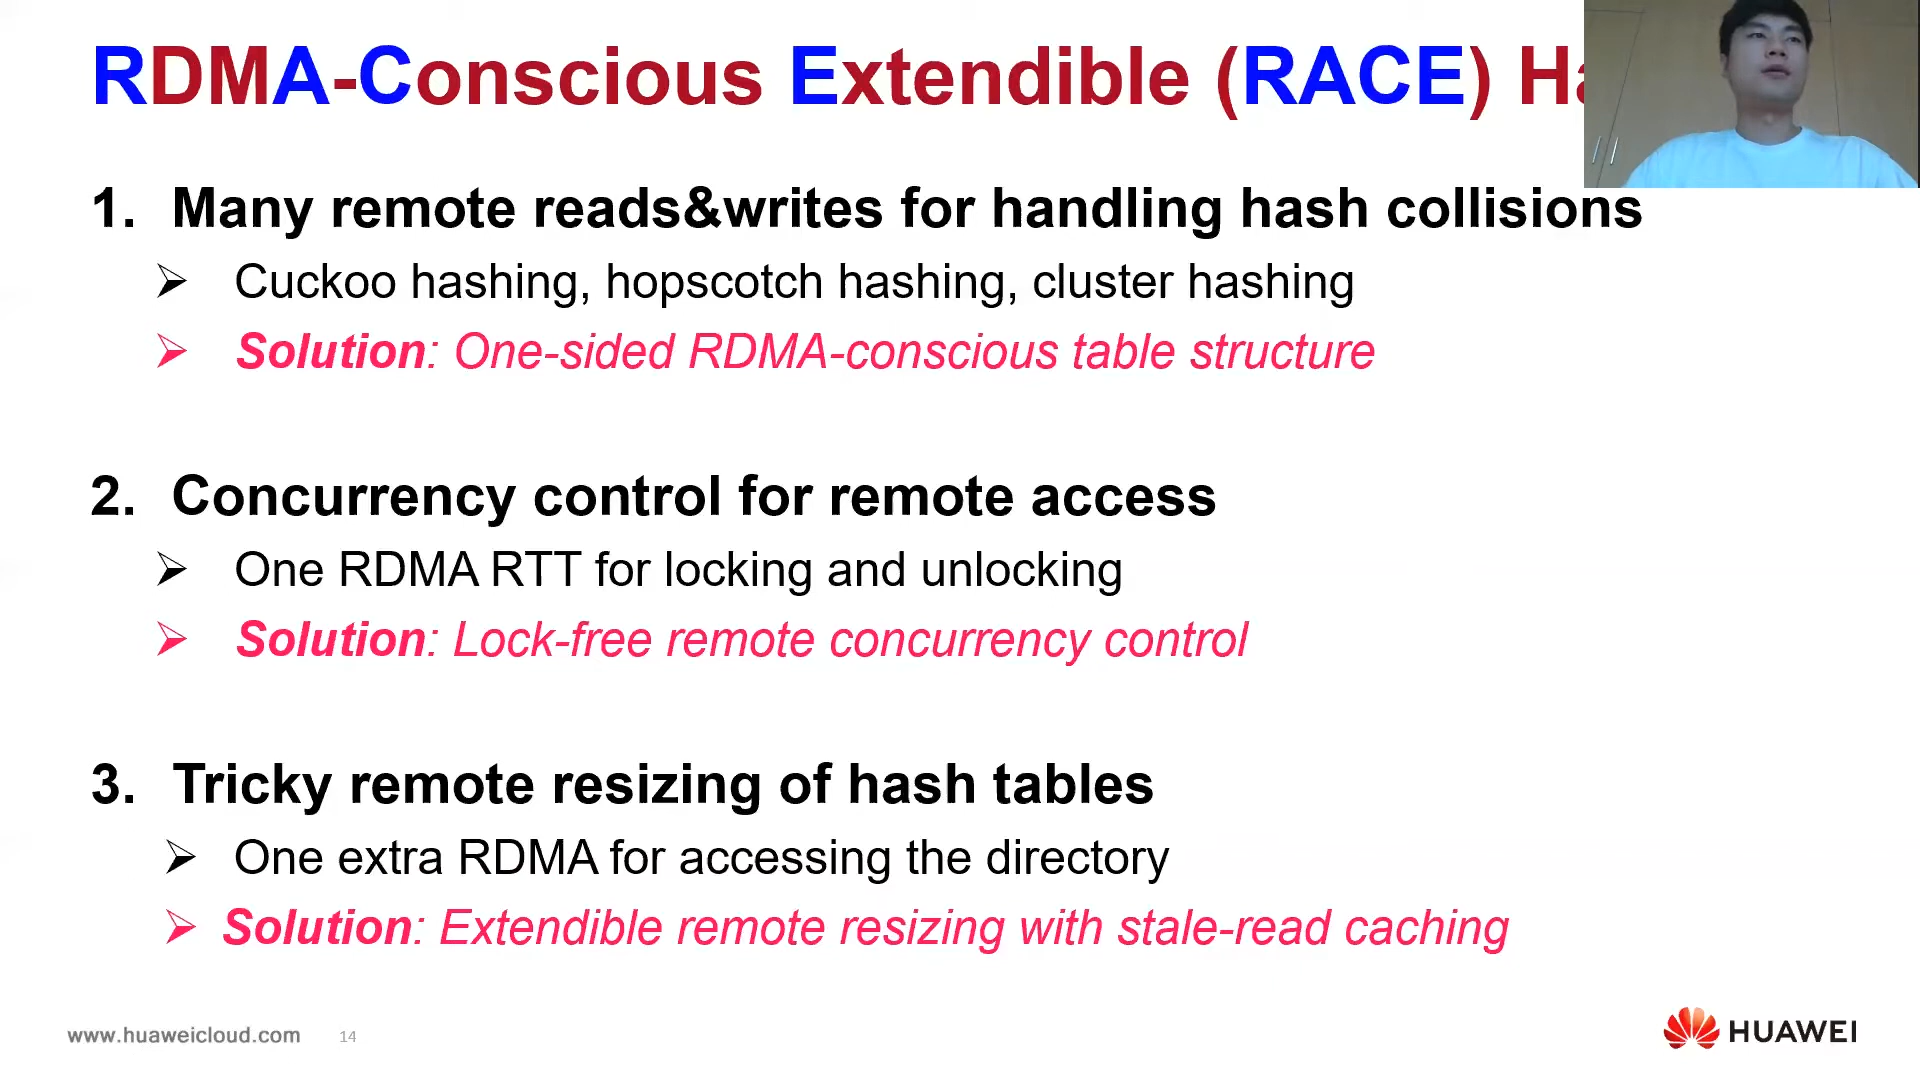 RDMA-Conscious Extendible (RACE)
1. Many remote reads&writes for handling hash collisions
Cuckoo hashing, hopscotch hashing, cluster hashing
Solution: One-sided RDMA-conscious table structure
2. Concurrency control for remote access
One RDMA RTT for locking and unlocking
Solution: Lock-free remote concurrency control
3. Tricky remote resizing of hash tables
One extra RDMA for accessing the directory
Solution: Extendible remote resizing with stale-read caching
www.huaweicloud.com 14
HUAWEI